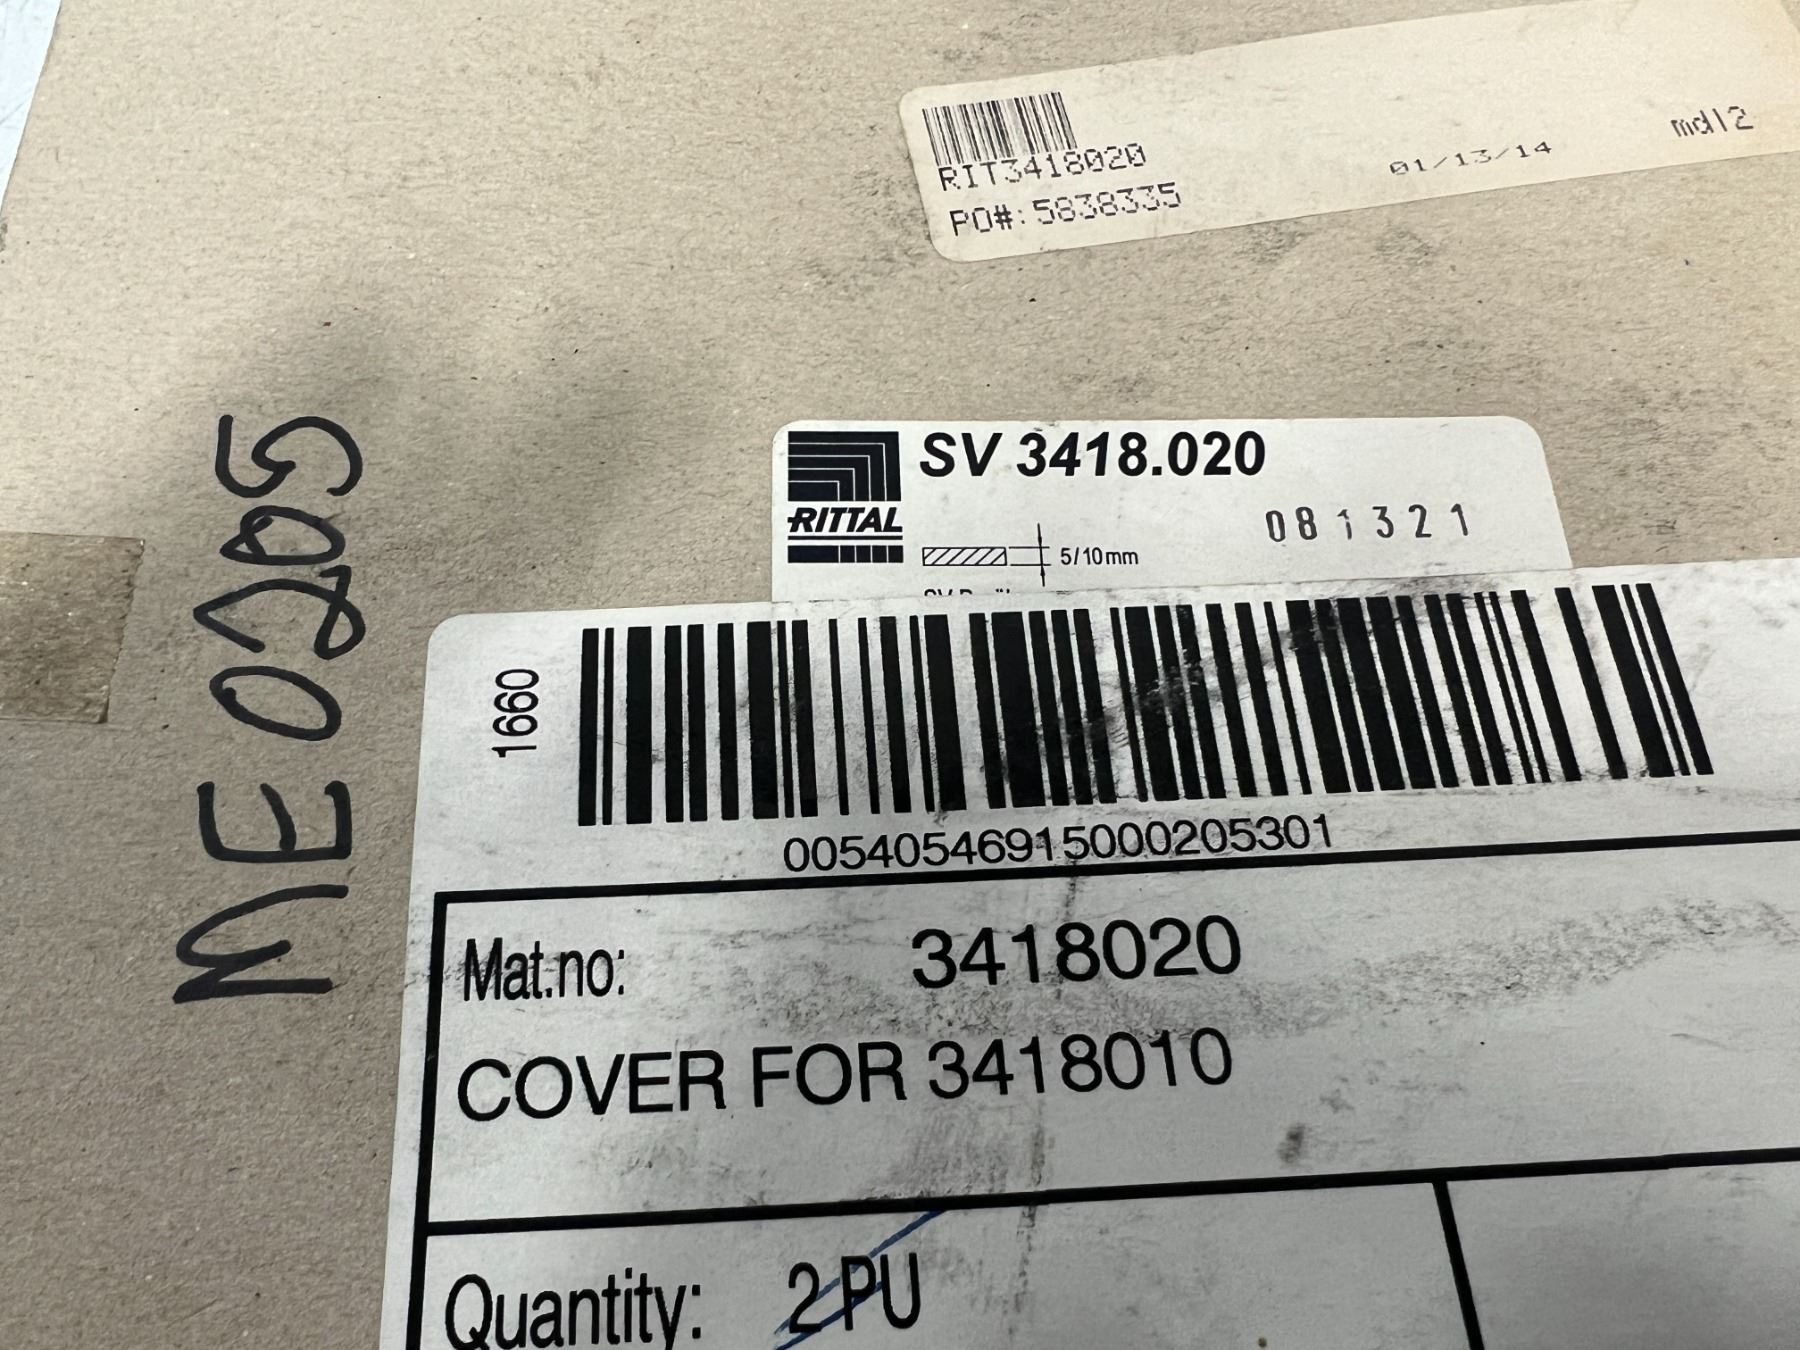 RIT3418020
PO#: 5838335
01/13/14
md12
SV 3418.020
RITTAL
081321
5/10mm
1660
00540546915000205301
Mat.no: 3418020
COVER FOR 3418010
Quantity: 2 PU
ME 0205